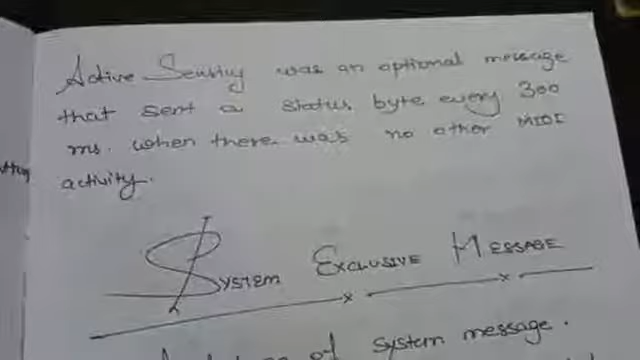 Active Sensing was an optional message
that sent a status byte every 300
ms. when there was no other MIDI
activity.
System Exclusive Message
of system message.